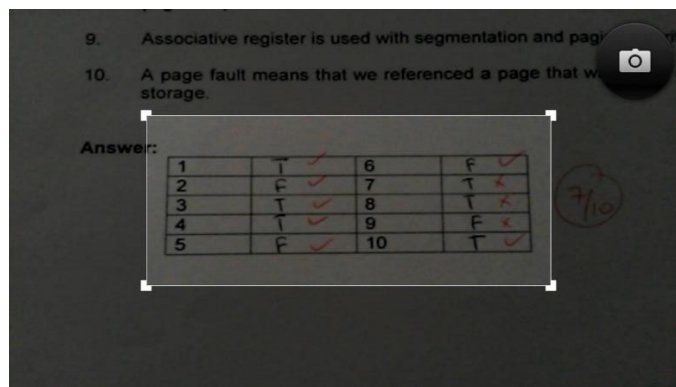 9. Associative register is used with segmentation and
10. A page fault means that we referenced a page that
storage.
Answer:
1 T ✓ 6 F ✓
2 F ✓ 7 T ✗
3 T ✓ 8 T ✗
4 T ✓ 9 F ✗
5 F ✓ 10 T ✓
7/10